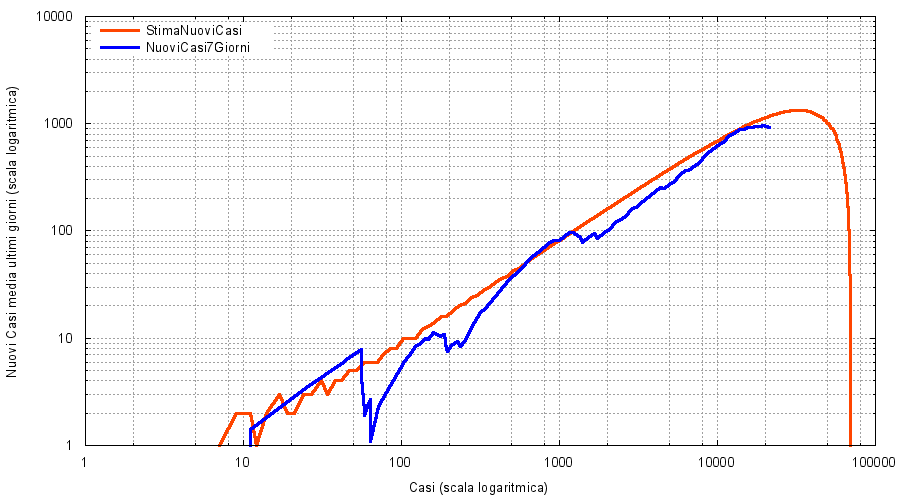 10000
StimaNuoviCasi
NuoviCasi7Giorni
1000
100
10
1
Nuovi Casi media ultimi giorni (scala logaritmica)
1 10 100 1000 10000 100000
Casi (scala logaritmica)